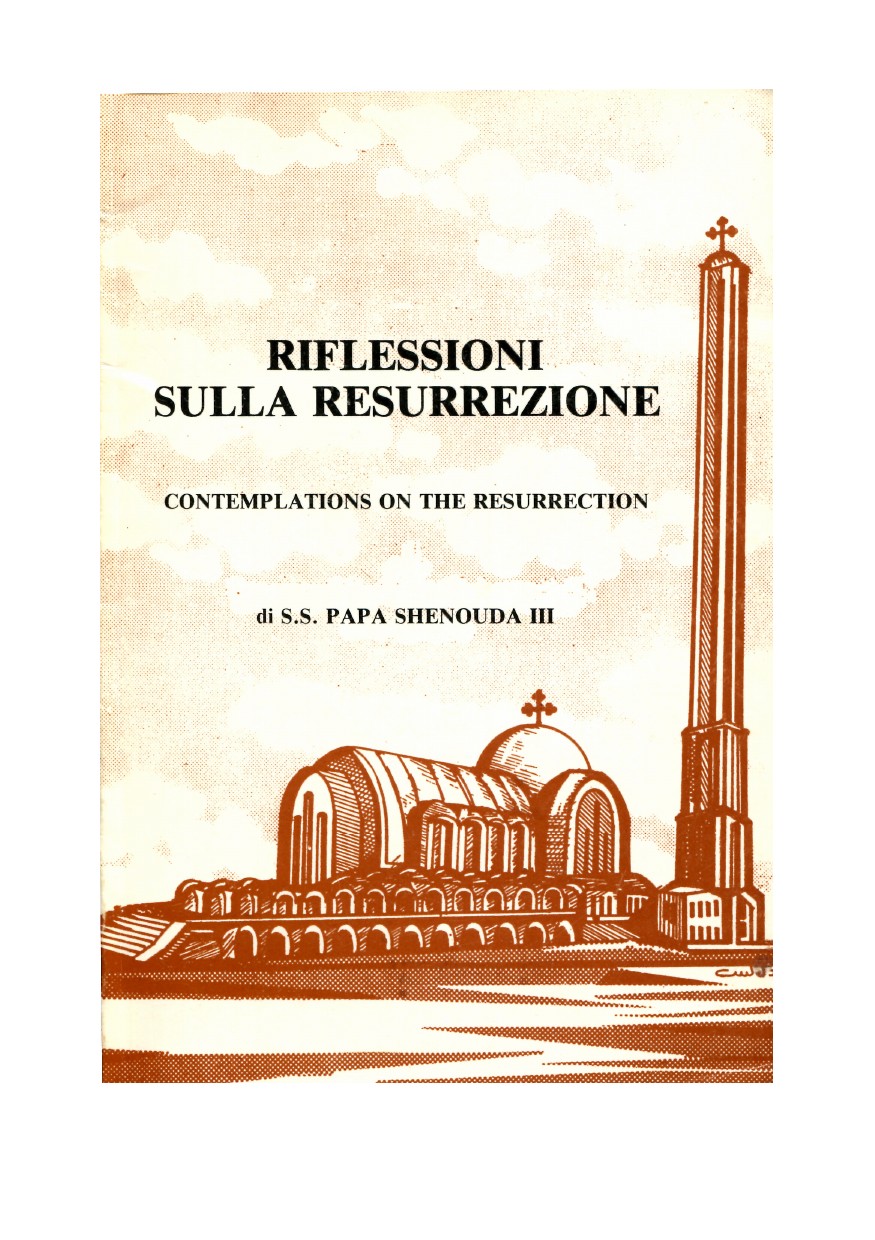 RIFLESSIONI
SULLA RESURREZIONE
CONTEMPLATIONS ON THE RESURRECTION
di S.S. PAPA SHENOUDA III